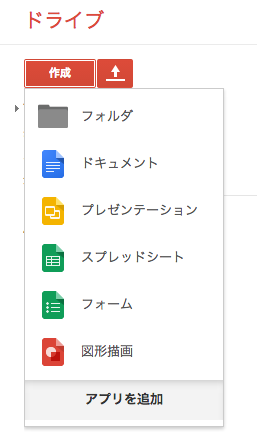 ドライブ
作成
フォルダ
ドキュメント
プレゼンテーション
スプレッドシート
フォーム
図形描画
アプリを追加